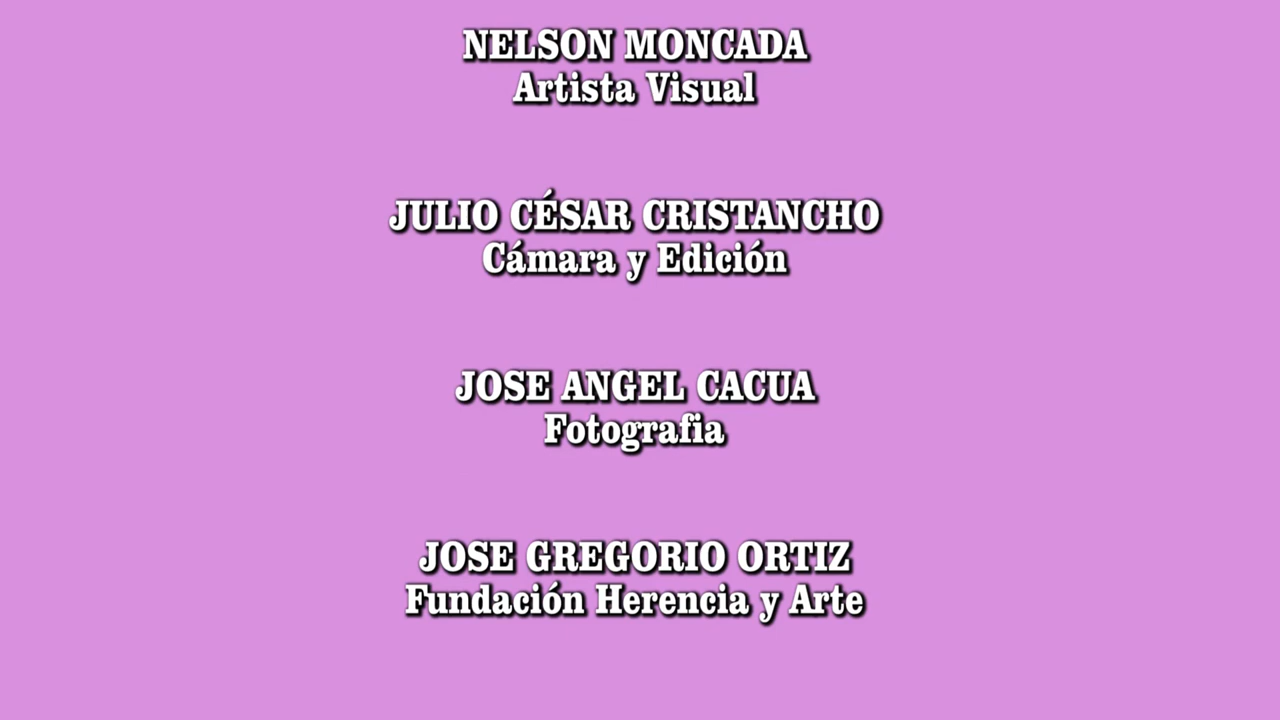 NELSON MONCADA
Artista Visual
JULIO CÉSAR CRISTANCHO
Cámara y Edición
JOSE ANGEL CACUA
Fotografia
JOSE GREGORIO ORTIZ
Fundación Herencia y Arte